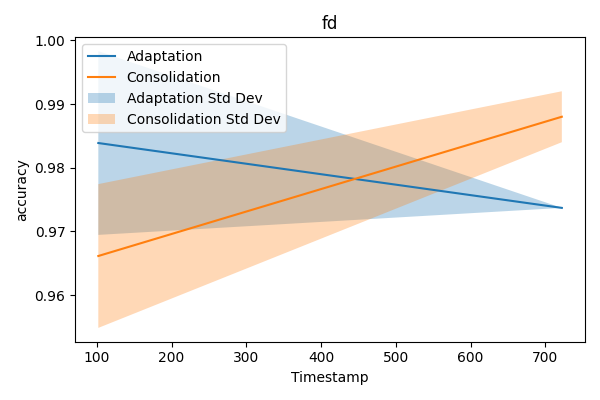 fd
1.00
0.99
0.98
0.97
0.96
accuracy
Adaptation
Consolidation
Adaptation Std Dev
Consolidation Std Dev
100 200 300 400 500 600 700
Timestamp